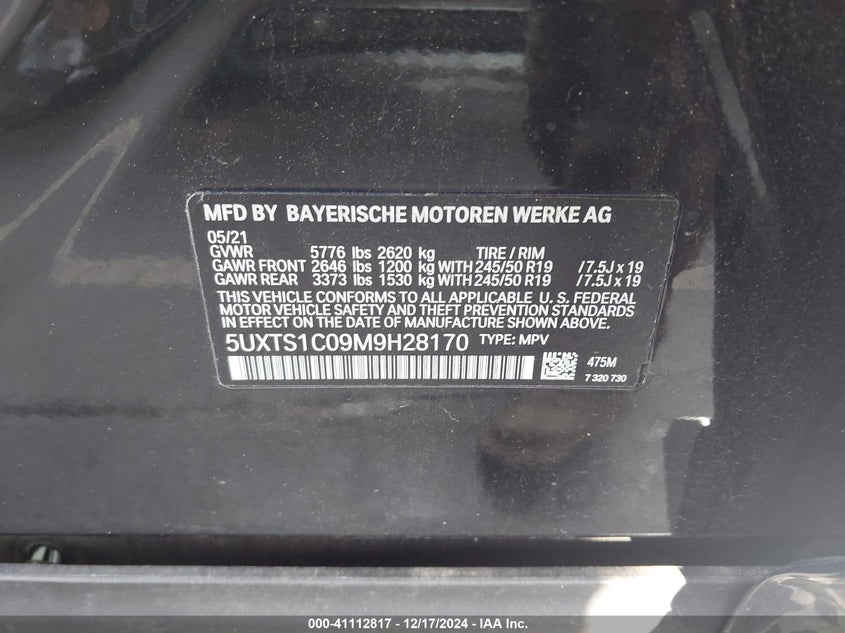 MFD BY BAYERISCHE MOTOREN WERKE AG
05/21
GVWR 5776 lbs 2620 kg TIRE / RIM
GAWR FRONT 2646 lbs 1200 kg WITH 245/50 R19 / 7.5J x 19
GAWR REAR 3373 lbs 1530 kg WITH 245/50 R19 / 7.5J x 19
THIS VEHICLE CONFORMS TO ALL APPLICABLE U. S. FEDERAL
MOTOR VEHICLE SAFETY AND THEFT PREVENTION STANDARDS
IN EFFECT ON THE DATE OF MANUFACTURE SHOWN ABOVE.
5UXTS1C09M9H28170 TYPE: MPV
475M
7 320 730
000-41112817 - 12/17/2024 - IAA Inc.